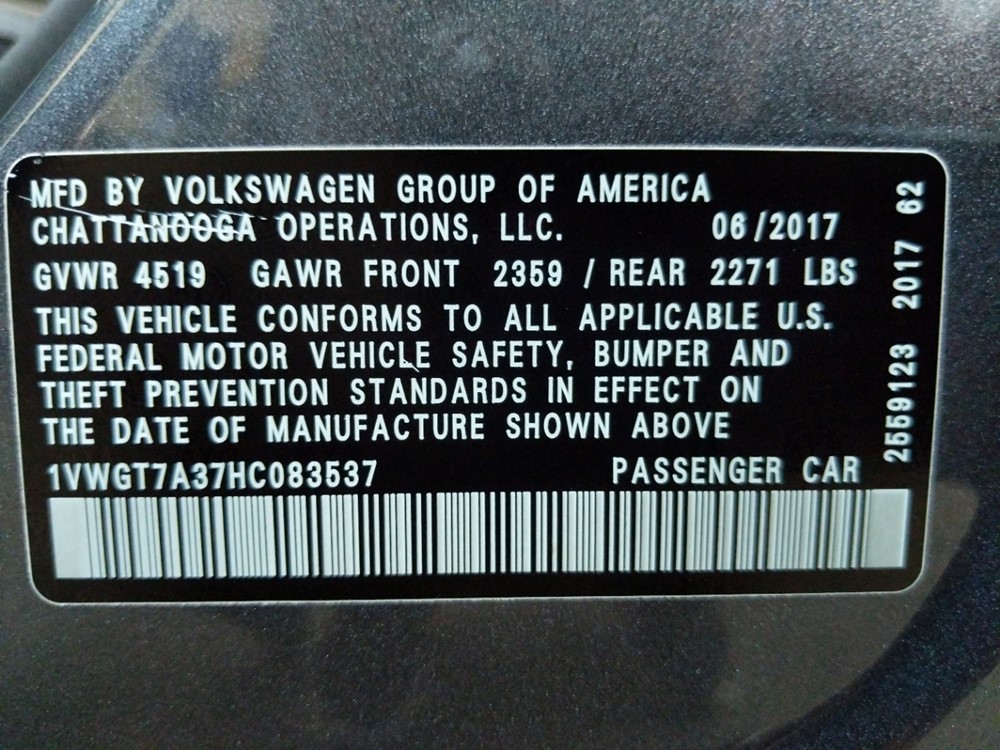 MFD BY VOLKSWAGEN GROUP OF AMERICA
CHATTANOOGA OPERATIONS, LLC. 06/2017
GVWR 4519 GAWR FRONT 2359 / REAR 2271 LBS
THIS VEHICLE CONFORMS TO ALL APPLICABLE U.S.
FEDERAL MOTOR VEHICLE SAFETY, BUMPER AND
THEFT PREVENTION STANDARDS IN EFFECT ON
THE DATE OF MANUFACTURE SHOWN ABOVE
1VWGT7A37HC083537 PASSENGER CAR
2559123 2017 62